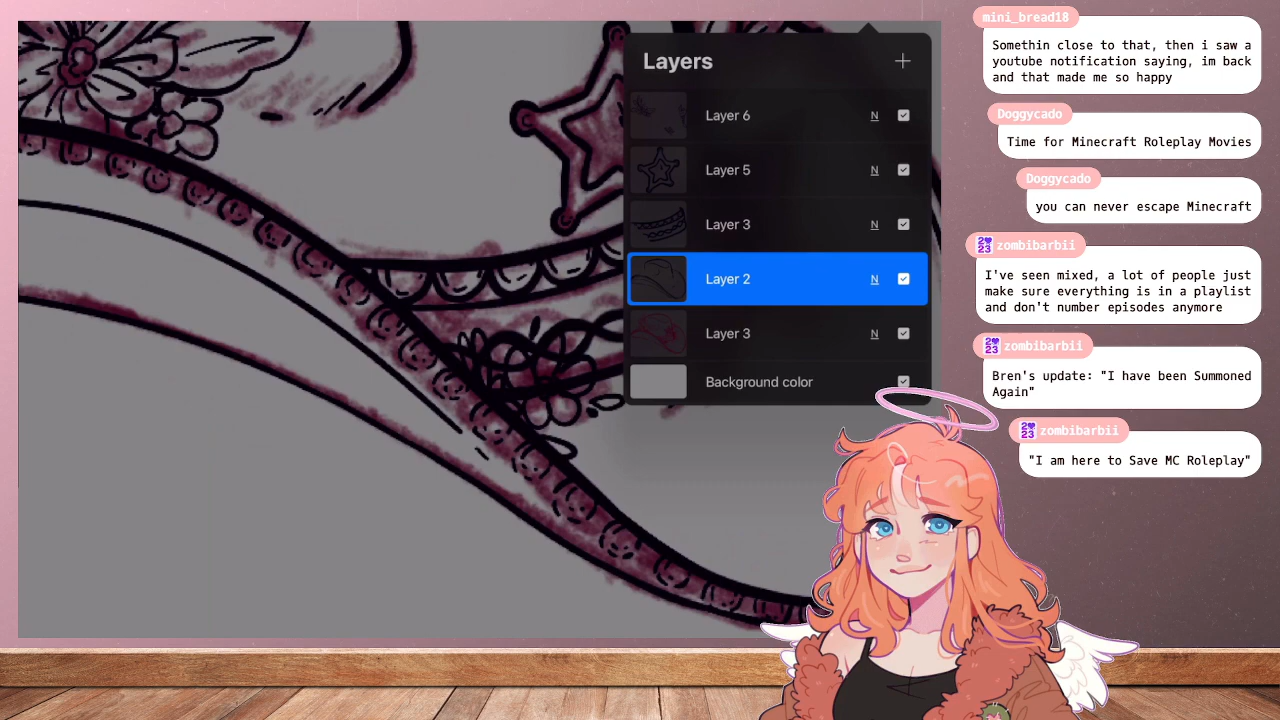 Layers
Layer 6
N
Layer 5
N
Layer 3
N
Layer 2
N
Layer 3
N
Background color
mini_bread18
Somethin close to that, then i saw a
youtube notification saying, im back
and that made me so happy
Doggycado
Time for Minecraft Roleplay Movies
Doggycado
you can never escape Minecraft
2023 zombibarbii
I've seen mixed, a lot of people just
make sure everything is in a playlist
and don't number episodes anymore
2023 zombibarbii
Bren's update: "I have been Summoned
Again"
2023 zombibarbii
"I am here to Save MC Roleplay"